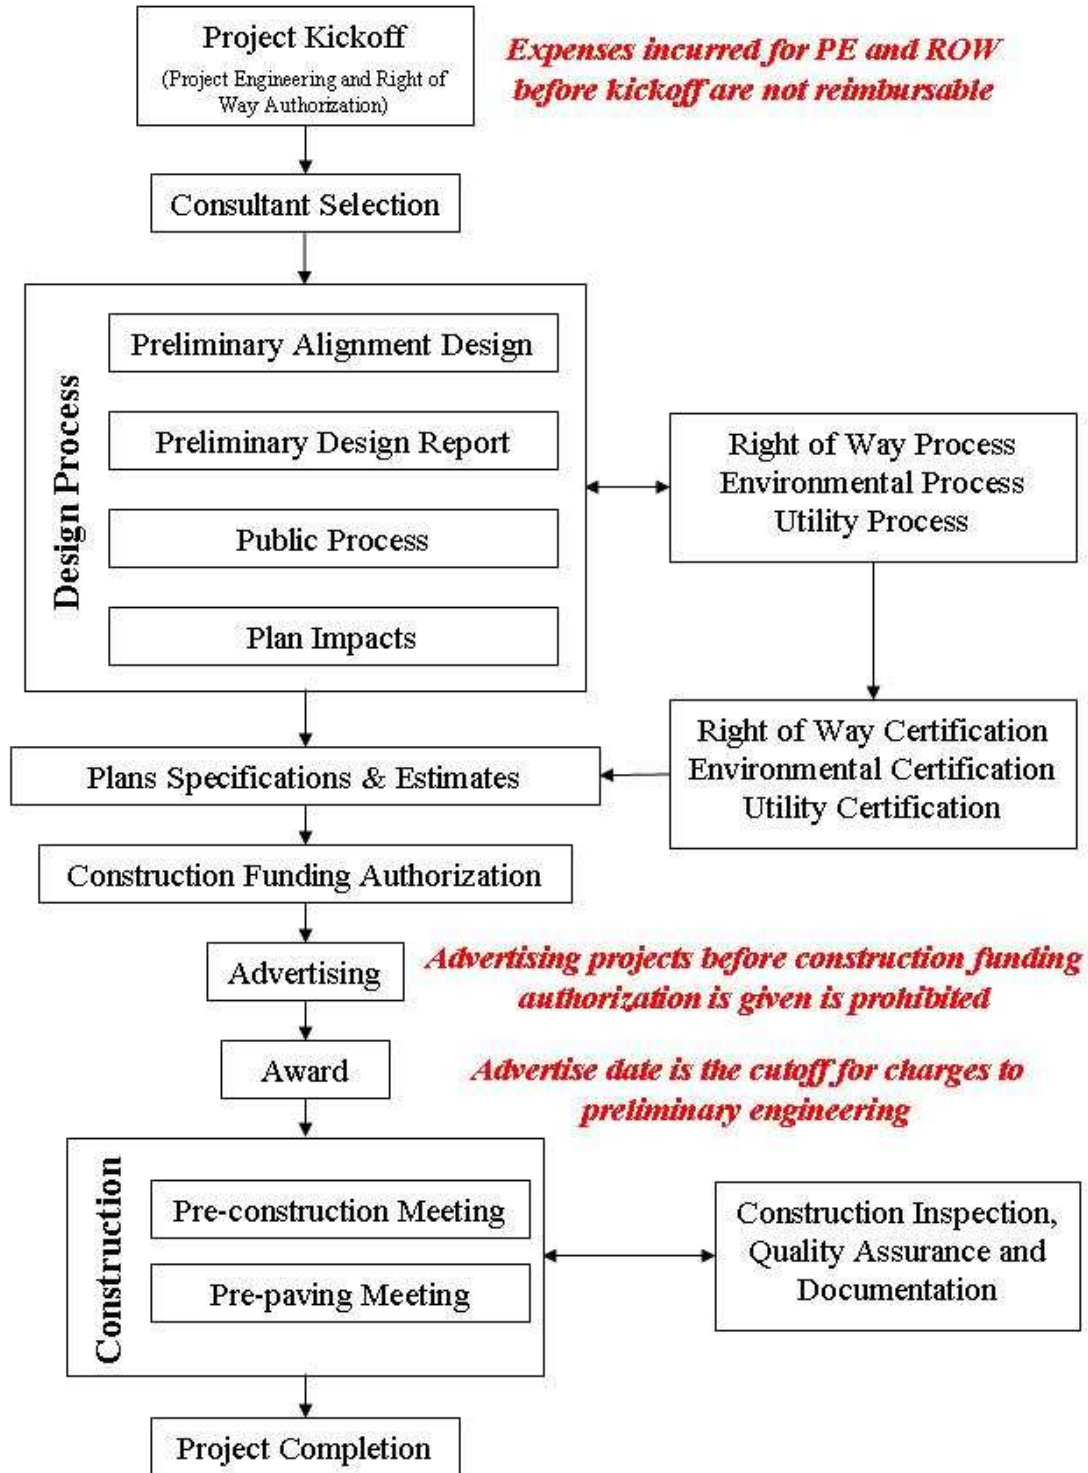 Project Kickoff
(Project Engineering and Right of
Way Authorization)
Expenses incurred for PE and ROW
before kickoff are not reimbursable
Consultant Selection
Design Process
Preliminary Alignment Design
Preliminary Design Report
Public Process
Plan Impacts
Right of Way Process
Environmental Process
Utility Process
Right of Way Certification
Environmental Certification
Utility Certification
Plans Specifications & Estimates
Construction Funding Authorization
Advertising
Advertising projects before construction funding
authorization is given is prohibited
Award
Advertise date is the cutoff for charges to
preliminary engineering
Construction
Pre-construction Meeting
Pre-paving Meeting
Construction Inspection,
Quality Assurance and
Documentation
Project Completion